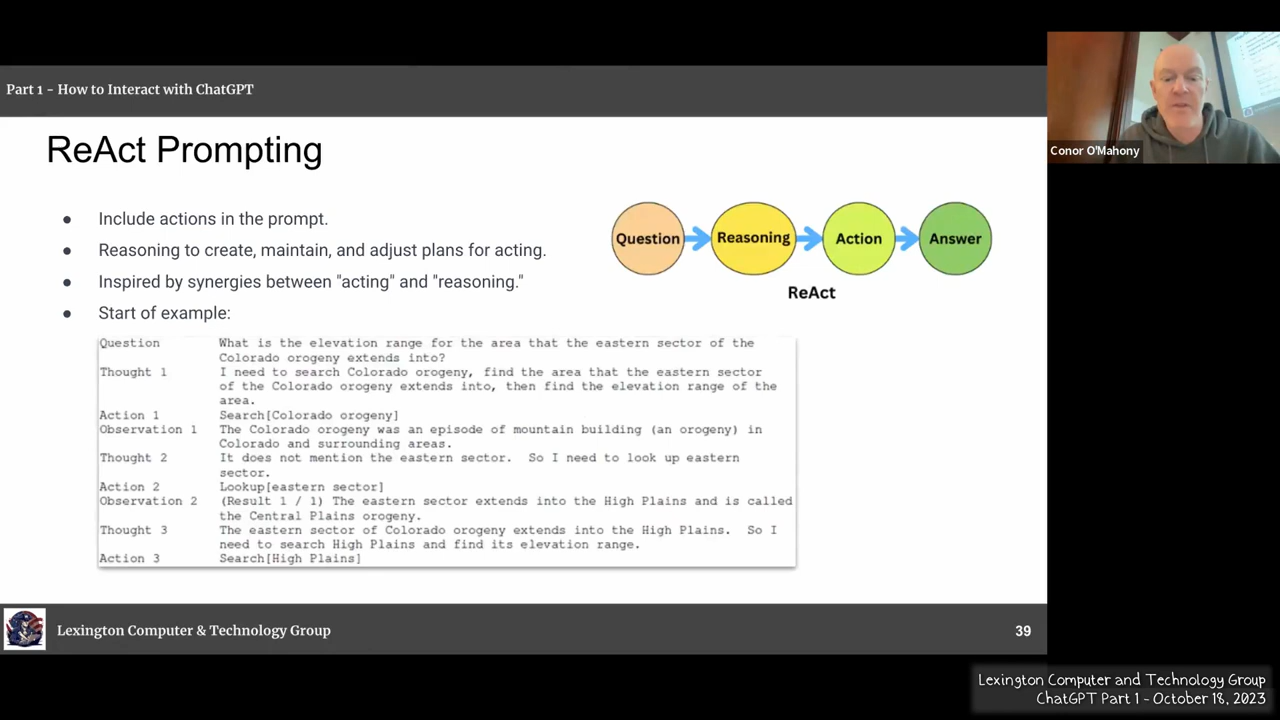 Part 1 - How to Interact with ChatGPT
ReAct Prompting
● Include actions in the prompt.
● Reasoning to create, maintain, and adjust plans for acting.
● Inspired by synergies between "acting" and "reasoning."
● Start of example:
Question Reasoning Action Answer
ReAct
Question What is the elevation range for the area that the eastern sector of the
Colorado orogeny extends into?
Thought 1 I need to search Colorado orogeny, find the area that the eastern sector
of the Colorado orogeny extends into, then find the elevation range of the
area.
Action 1 Search[Colorado orogeny]
Observation 1 The Colorado orogeny was an episode of mountain building (an orogeny) in
Colorado and surrounding areas.
Thought 2 It does not mention the eastern sector. So I need to look up eastern
sector.
Action 2 Lookup[eastern sector]
Observation 2 (Result 1 / 1) The eastern sector extends into the High Plains and is called
the Central Plains orogeny.
Thought 3 The eastern sector of Colorado orogeny extends into the High Plains. So I
need to search High Plains and find its elevation range.
Action 3 Search[High Plains]
Lexington Computer & Technology Group
39
Conor O'Mahony
Lexington Computer and Technology Group
ChatGPT Part 1 - October 18, 2023